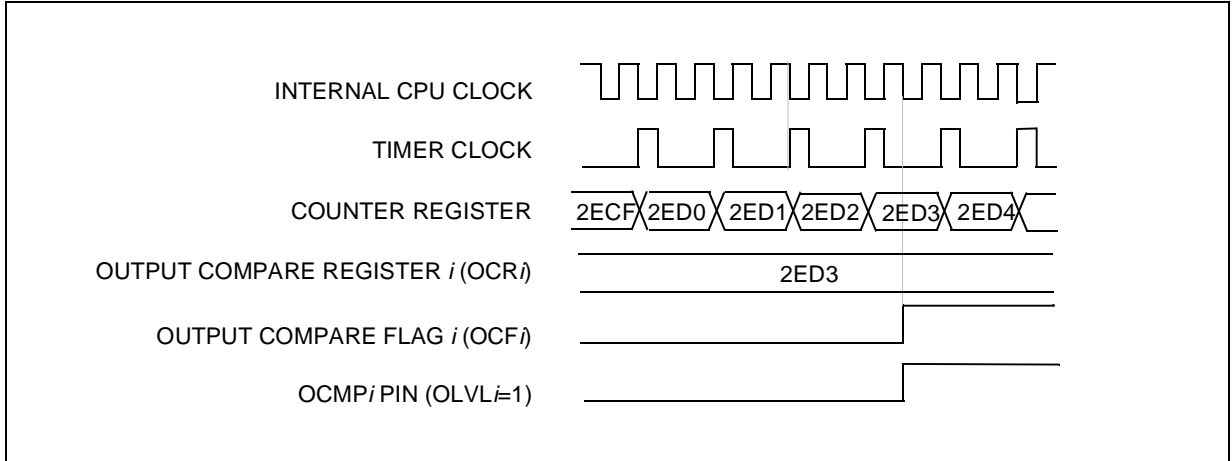 INTERNAL CPU CLOCK
TIMER CLOCK
COUNTER REGISTER 2ECF 2ED0 2ED1 2ED2 2ED3 2ED4
OUTPUT COMPARE REGISTER i (OCRi) 2ED3
OUTPUT COMPARE FLAG i (OCFi)
OCMPi PIN (OLVLi=1)